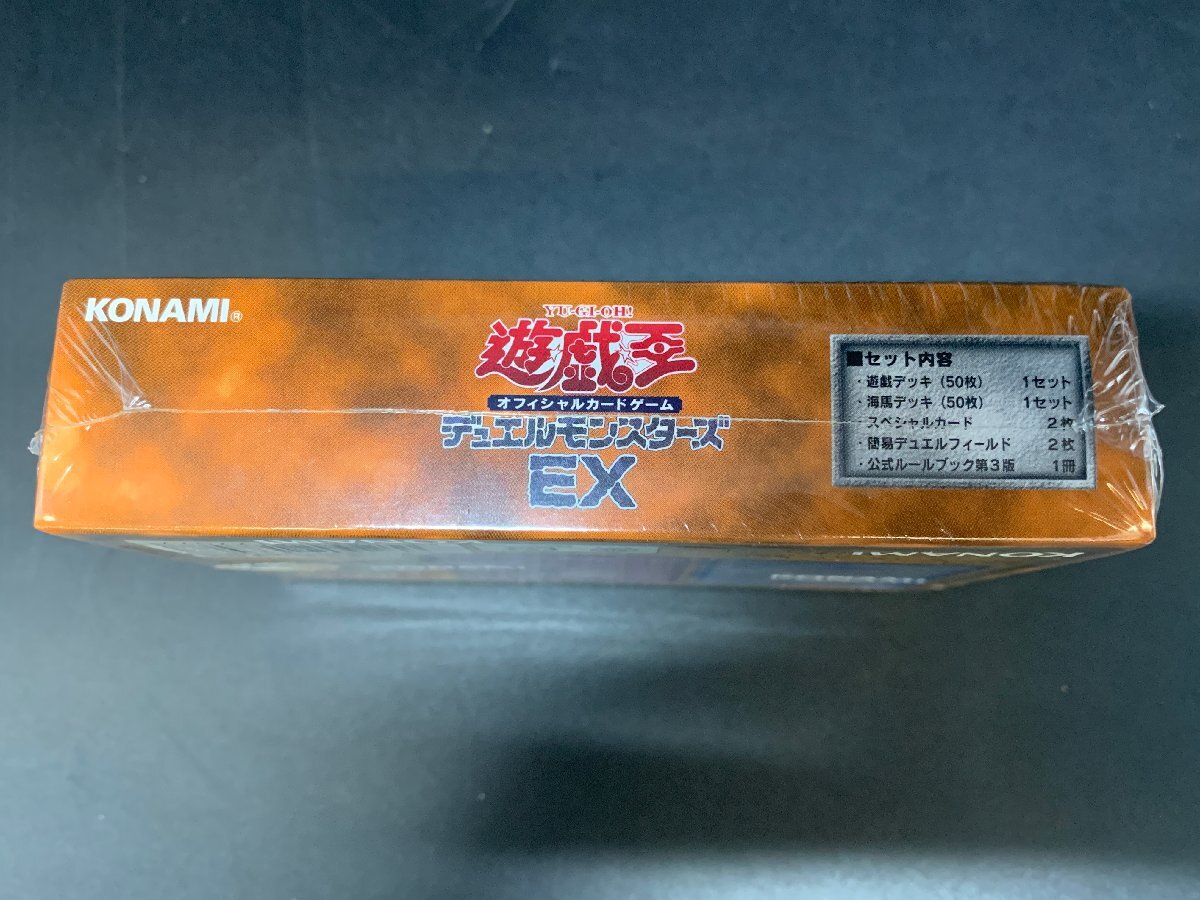 KONAMI®
YU-GI-OH!
遊☆戯☆王
オフィシャルカードゲーム
デュエルモンスターズ
EX
■セット内容
・遊戯デッキ（50枚） 1セット
・海馬デッキ（50枚） 1セット
・スペシャルカード 2枚
・簡易デュエルフィールド 2枚
・公式ルールブック第3版 1冊
KONAMI